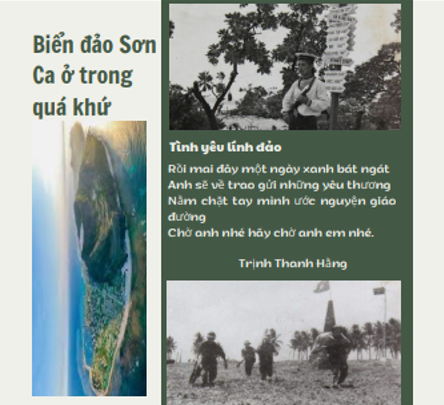 Biển đảo Sơn
Ca ở trong
quá khứ
Tình yêu lính đảo
Rồi mai đây một ngày xanh bát ngát
Anh sẽ về trao gửi những yêu thương
Nằm chặt tay mình ước nguyện giáo
đường
Chờ anh nhé hãy chờ anh em nhé.
Trịnh Thanh Hằng